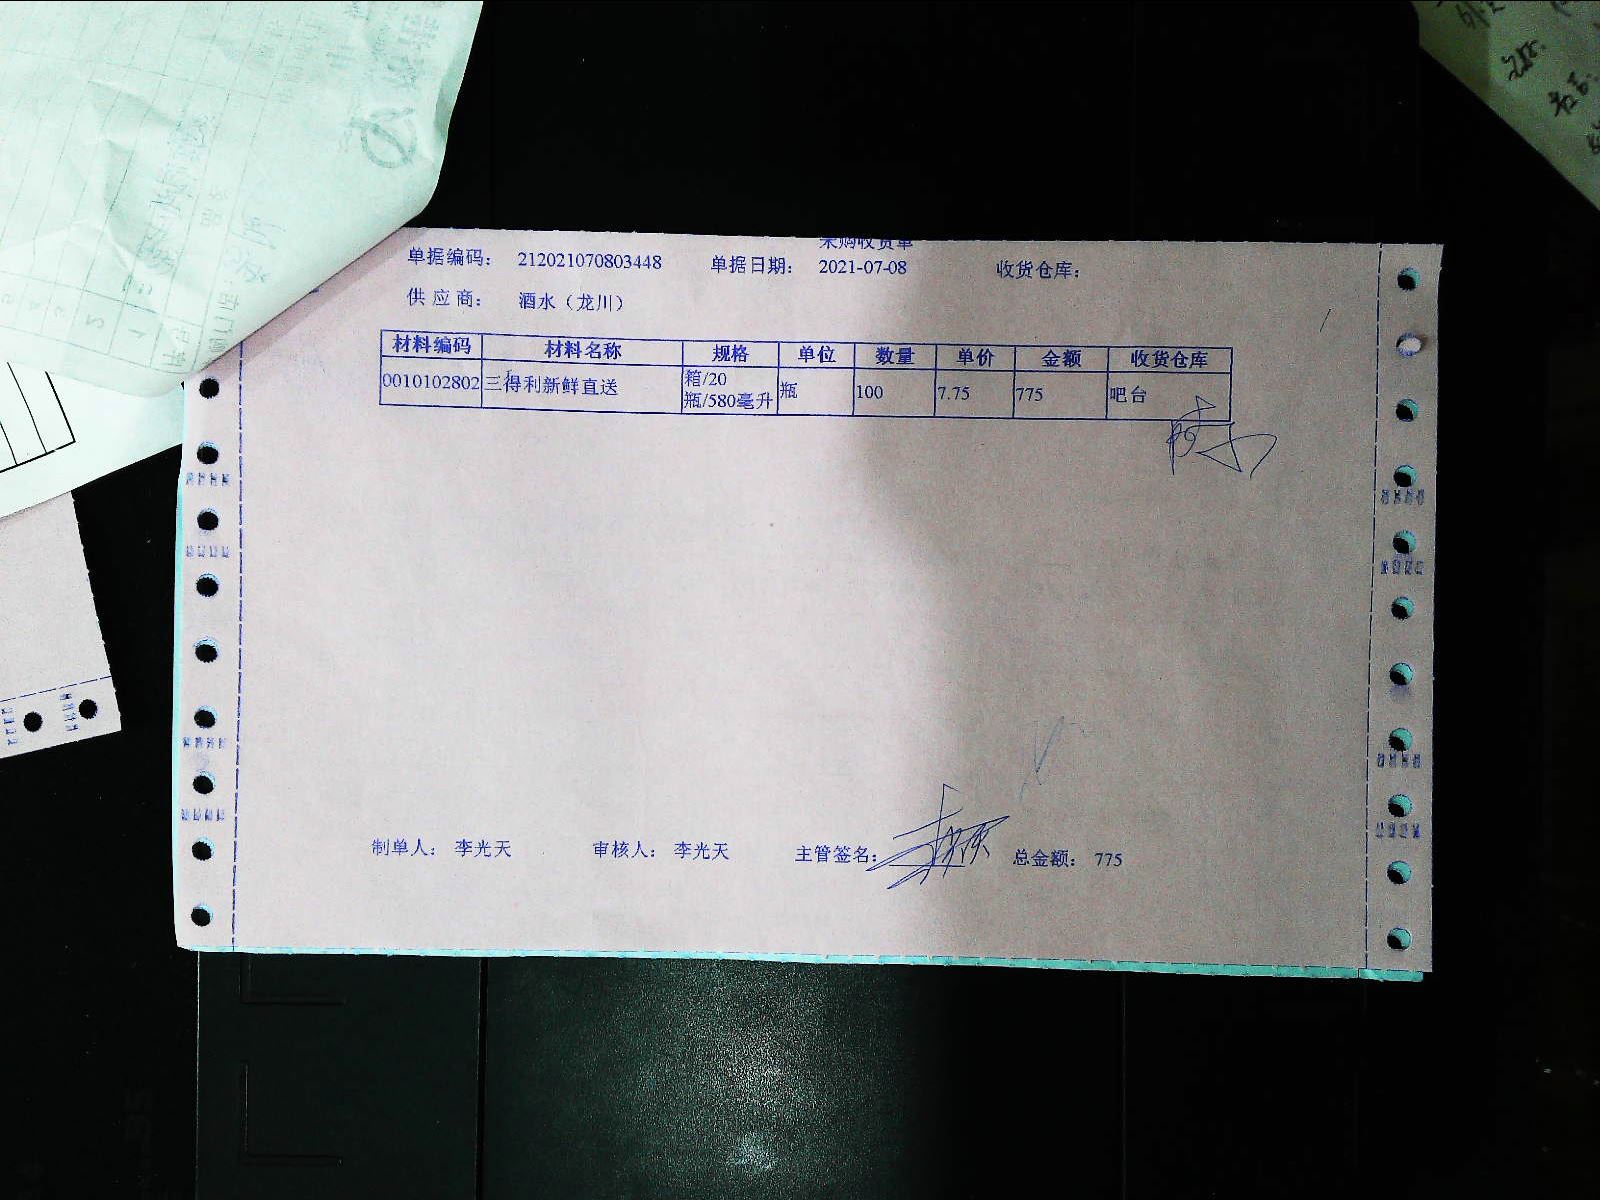 采购收货单
单据编码： 212021070803448 单据日期： 2021-07-08 收货仓库：
供 应 商： 酒水（龙川）
材料编码 材料名称 规格 单位 数量 单价 金额 收货仓库
0010102802 三得利新鲜直送 箱/20 瓶/580毫升 瓶 100 7.75 775 吧台
制单人： 李光天 审核人： 李光天 主管签名： 总金额： 775